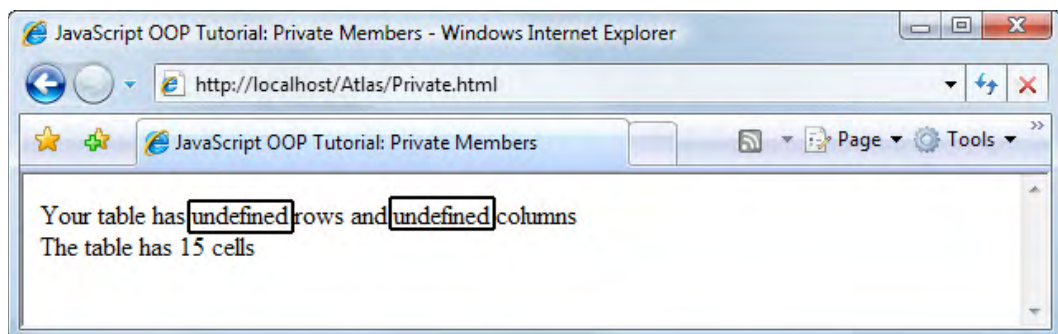 JavaScript OOP Tutorial: Private Members - Windows Internet Explorer
http://localhost/Atlas/Private.html
JavaScript OOP Tutorial: Private Members
Page
Tools
Your table has undefined rows and undefined columns
The table has 15 cells